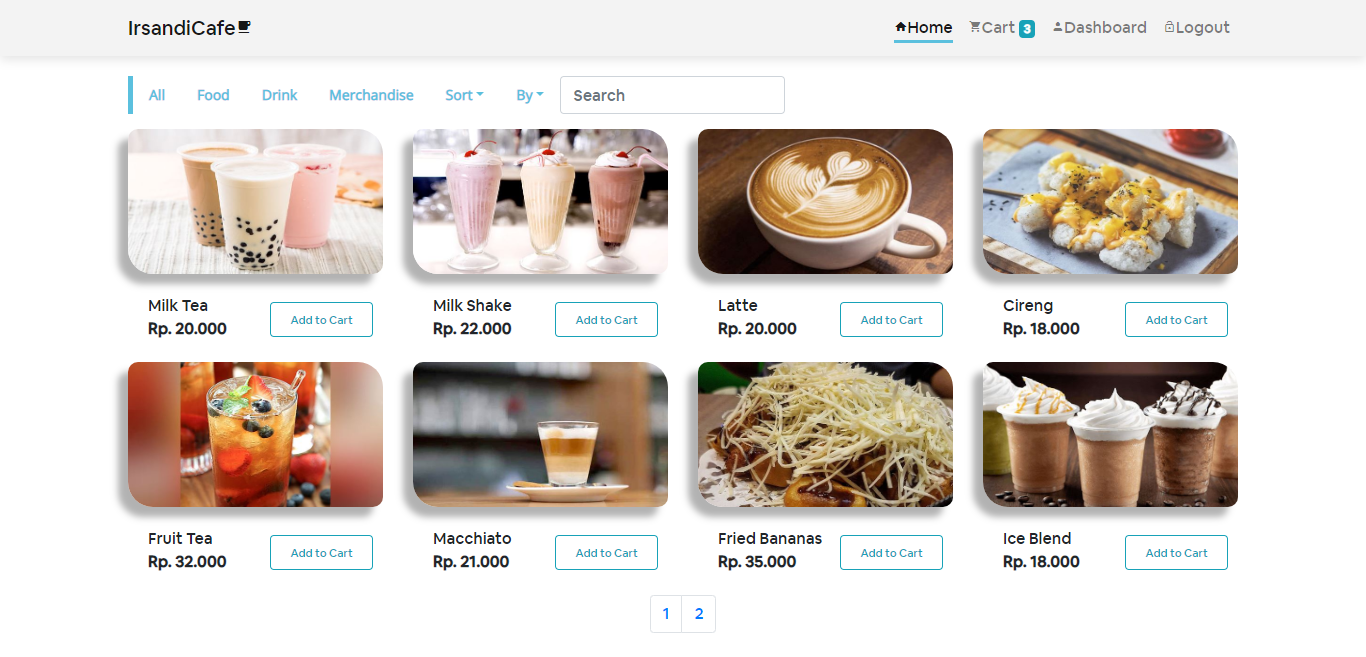 IrsandiCafe
Home Cart 3 Dashboard Logout
All Food Drink Merchandise Sort By Search
Milk Tea
Rp. 20.000
Add to Cart
Milk Shake
Rp. 22.000
Add to Cart
Latte
Rp. 20.000
Add to Cart
Cireng
Rp. 18.000
Add to Cart
Fruit Tea
Rp. 32.000
Add to Cart
Macchiato
Rp. 21.000
Add to Cart
Fried Bananas
Rp. 35.000
Add to Cart
Ice Blend
Rp. 18.000
Add to Cart
1 2